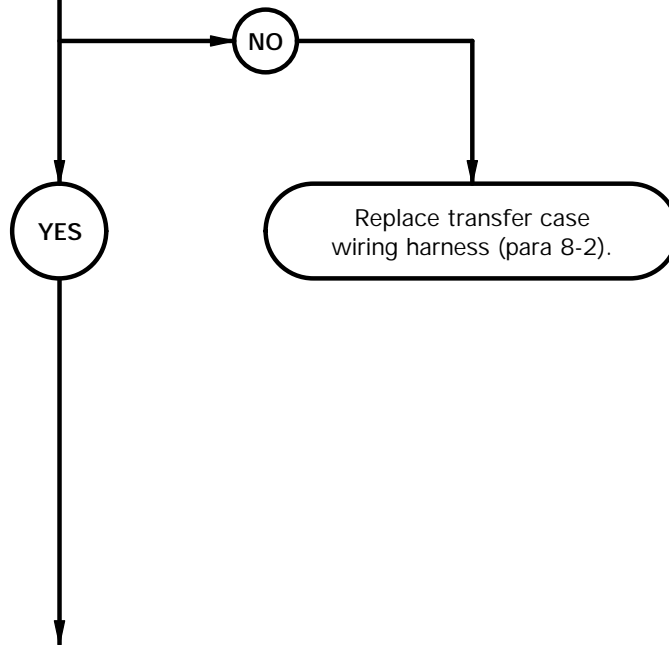 NO
YES
Replace transfer case
wiring harness (para 8-2).